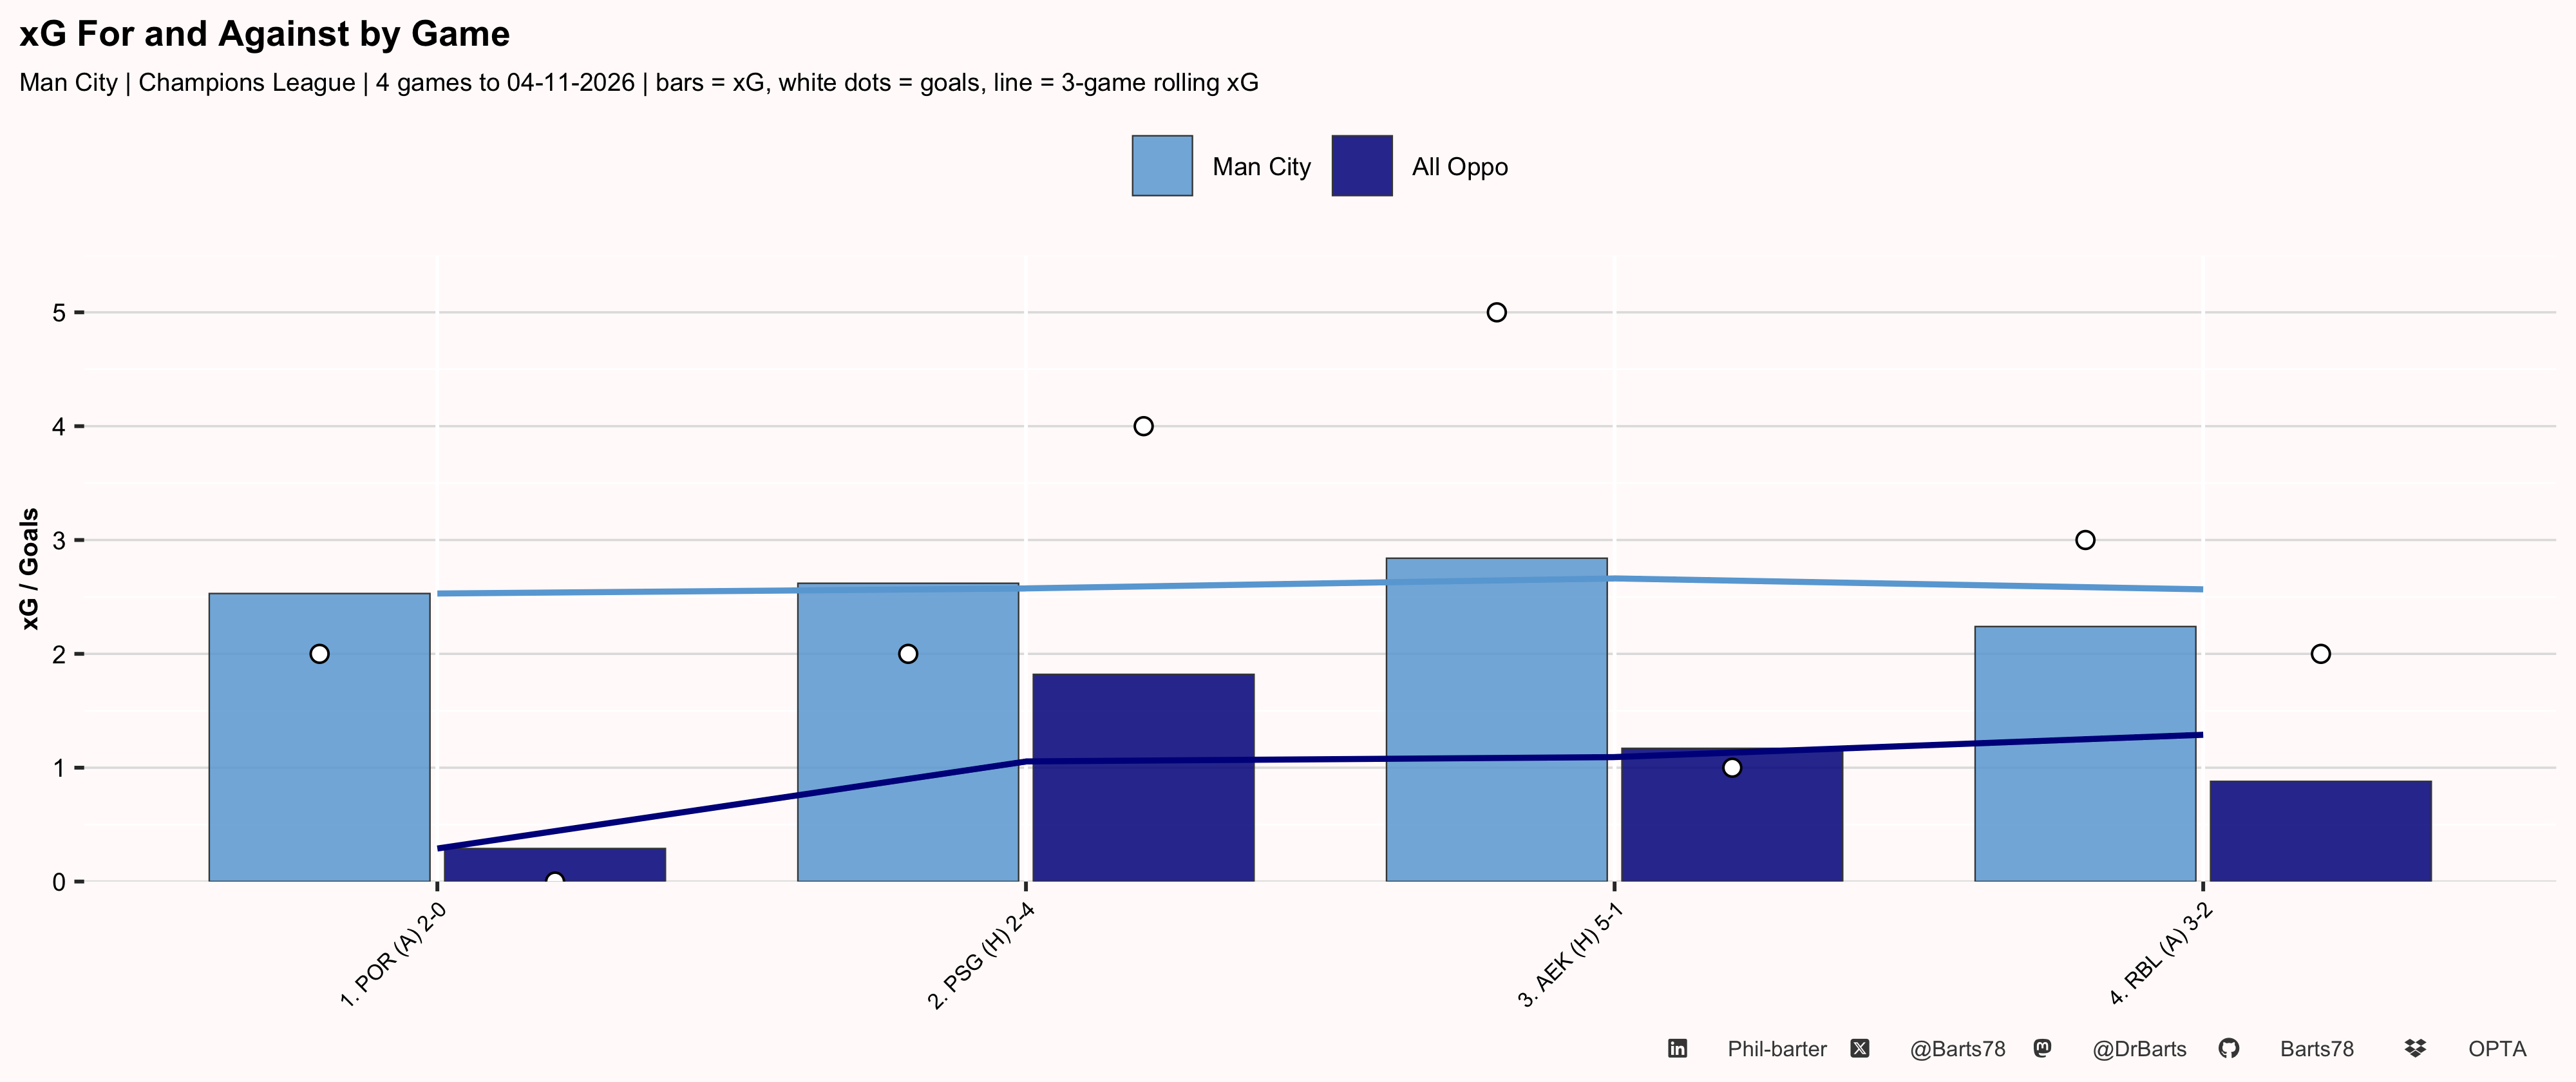 xG For and Against by Game
Man City | Champions League | 4 games to 04-11-2026 | bars = xG, white dots = goals, line = 3-game rolling xG
Man City All Oppo
xG / Goals
5
4
3
2
1
0
1. POR (A) 2-0
2. PSG (H) 2-4
3. AEK (H) 5-1
4. RBL (A) 3-2
Phil-barter @Barts78 @DrBarts Barts78 OPTA